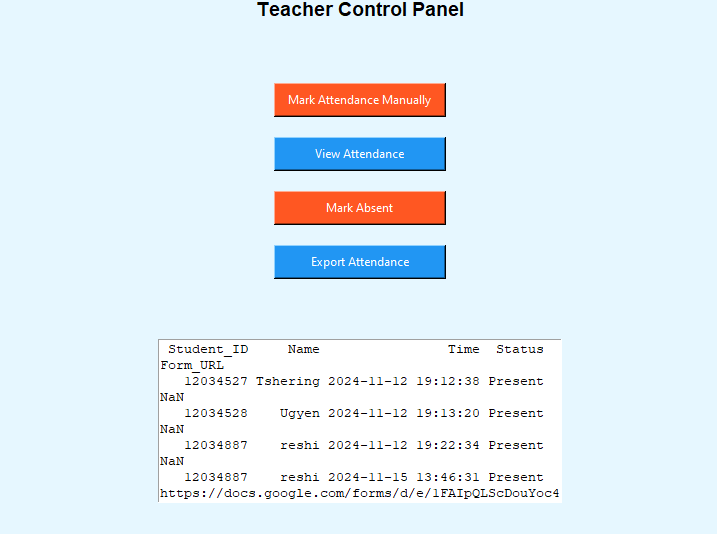 Teacher Control Panel
Mark Attendance Manually
View Attendance
Mark Absent
Export Attendance
Student_ID Name Time Status
Form_URL
12034527 Tshering 2024-11-12 19:12:38 Present
NaN
12034528 Ugyen 2024-11-12 19:13:20 Present
NaN
12034887 reshi 2024-11-12 19:22:34 Present
NaN
12034887 reshi 2024-11-15 13:46:31 Present
https://docs.google.com/forms/d/e/1FAIpQLScDouYoc4